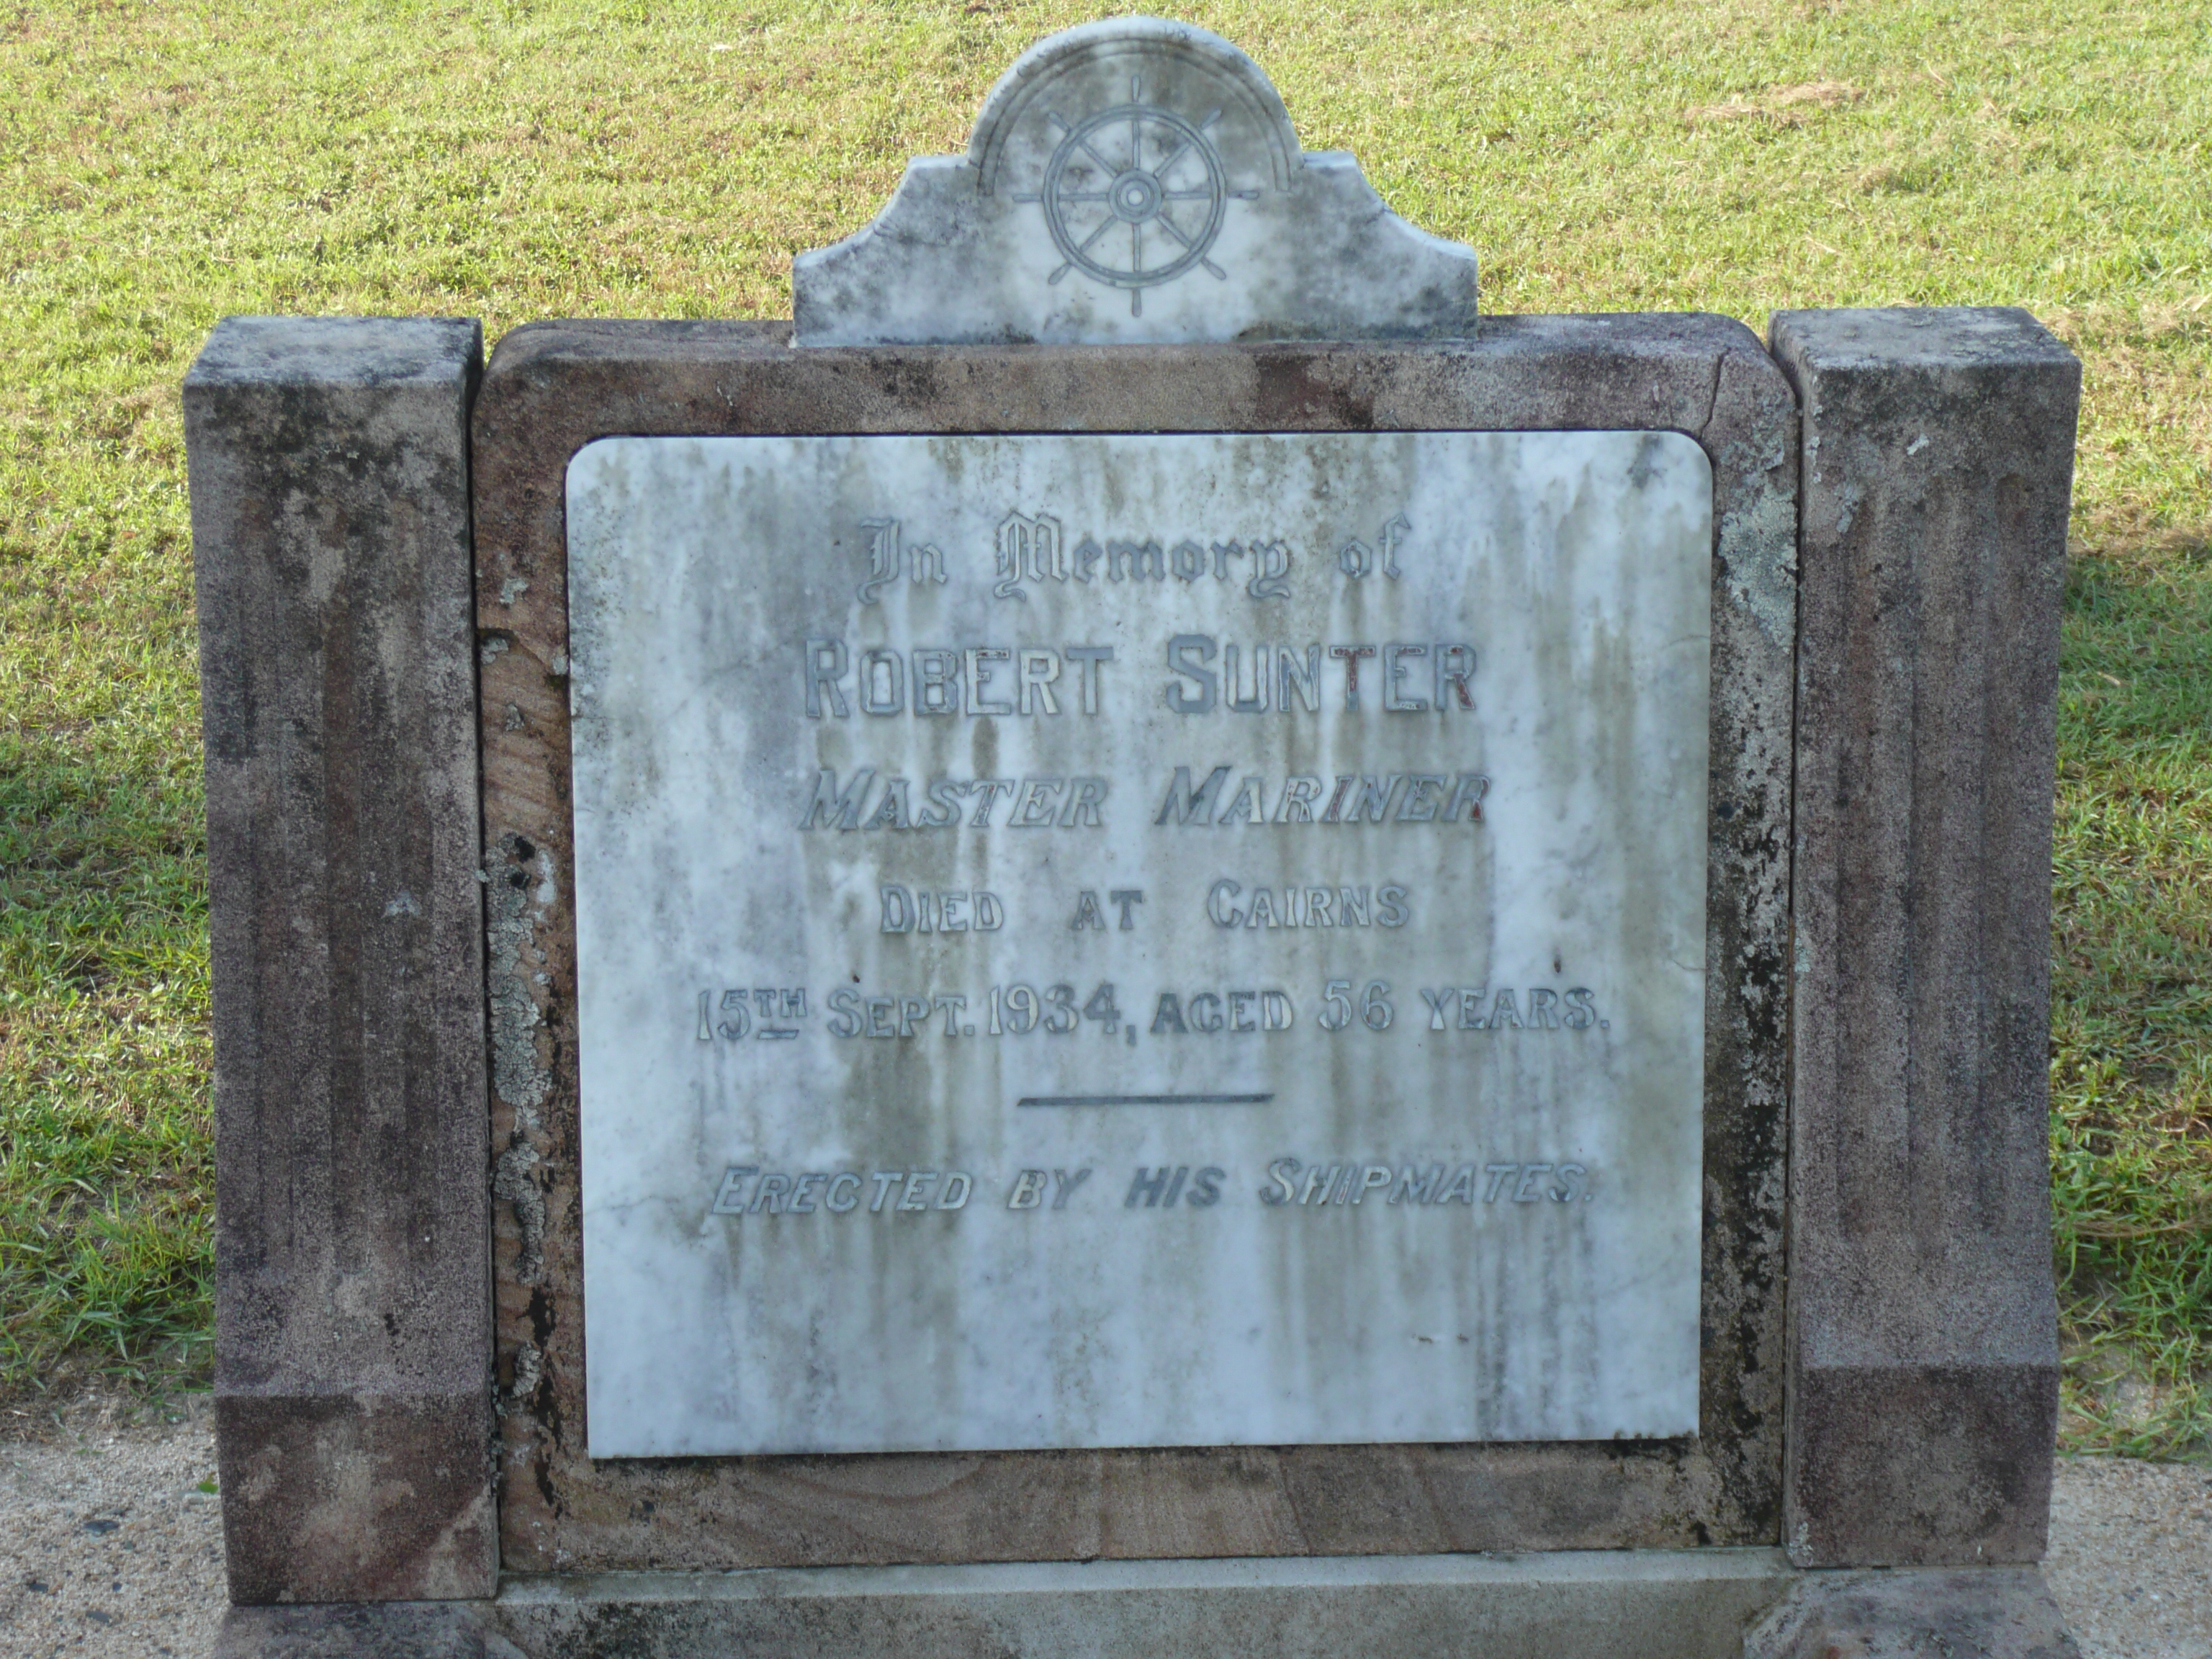 In Memory of
ROBERT SUNTER
MASTER MARINER
DIED AT CAIRNS
15TH SEPT. 1934, AGED 56 YEARS.
ERECTED BY HIS SHIPMATES.